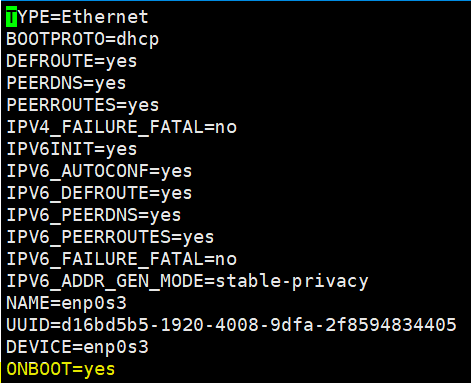 TYPE=Ethernet
BOOTPROTO=dhcp
DEFROUTE=yes
PEERDNS=yes
PEERROUTES=yes
IPV4_FAILURE_FATAL=no
IPV6INIT=yes
IPV6_AUTOCONF=yes
IPV6_DEFROUTE=yes
IPV6_PEERDNS=yes
IPV6_PEERROUTES=yes
IPV6_FAILURE_FATAL=no
IPV6_ADDR_GEN_MODE=stable-privacy
NAME=enp0s3
UUID=d16bd5b5-1920-4008-9dfa-2f8594834405
DEVICE=enp0s3
ONBOOT=yes